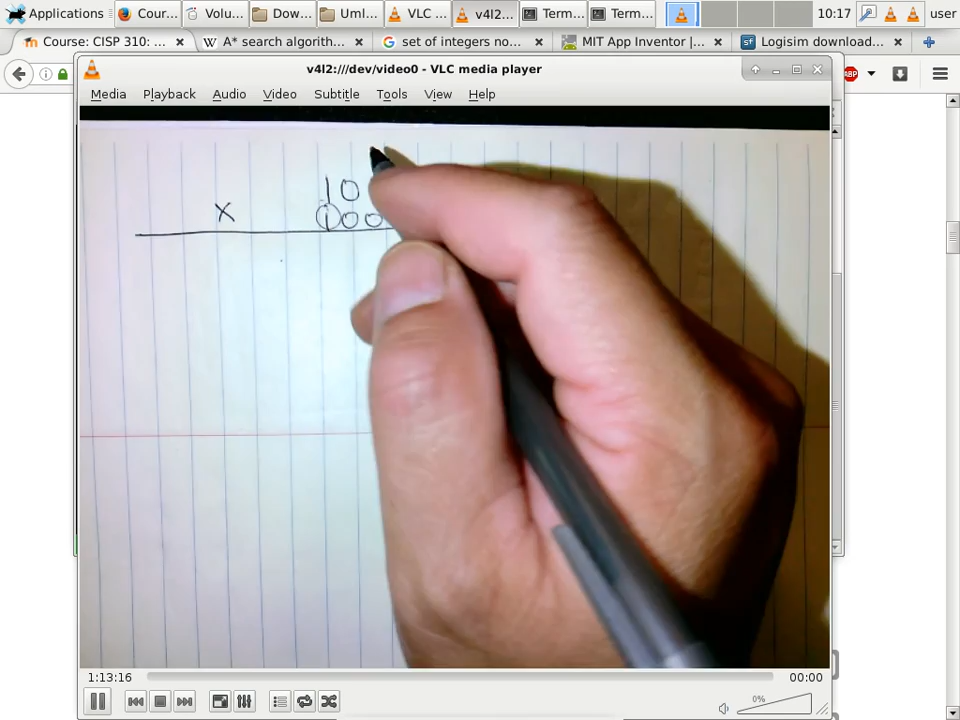 Applications Cour... Volu... Dow... Uml... VLC ... v4l2... Term... Term... 10:17 user
Course: CISP 310: ... × A* search algorith... × set of integers no... × MIT App Inventor |... × Logisim download... ×
ABP
v4l2:///dev/video0 - VLC media player
Media Playback Audio Video Subtitle Tools View Help
10
× 100
1:13:16 00:00
0%